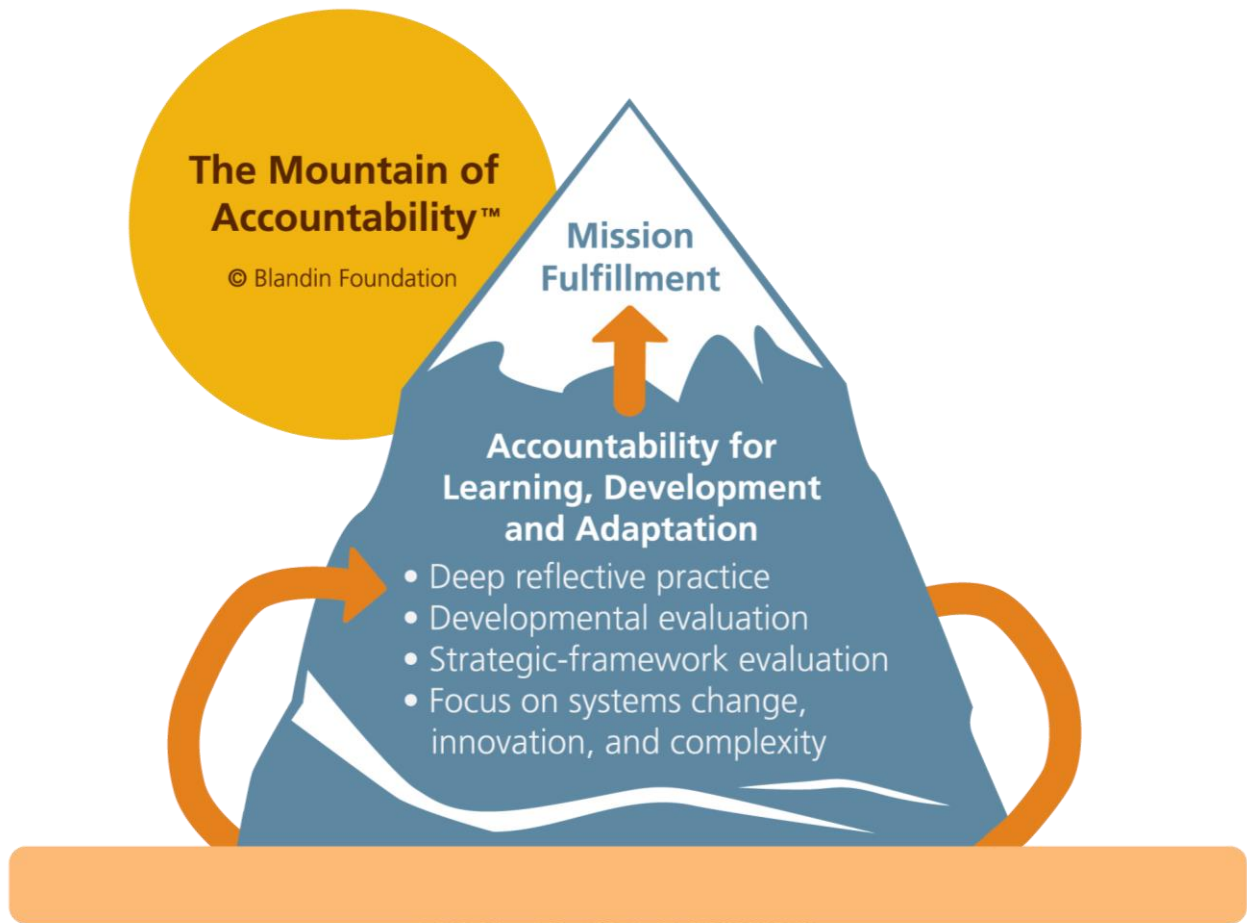 The Mountain of
Accountability™
© Blandin Foundation
Mission
Fulfillment
Accountability for
Learning, Development
and Adaptation
• Deep reflective practice
• Developmental evaluation
• Strategic-framework evaluation
• Focus on systems change,
innovation, and complexity